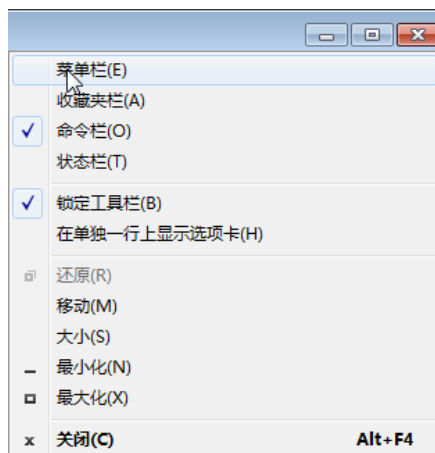 菜单栏(E)
收藏夹栏(A)
命令栏(O)
状态栏(T)
锁定工具栏(B)
在单独一行上显示选项卡(H)
还原(R)
移动(M)
大小(S)
最小化(N)
最大化(X)
关闭(C) Alt+F4